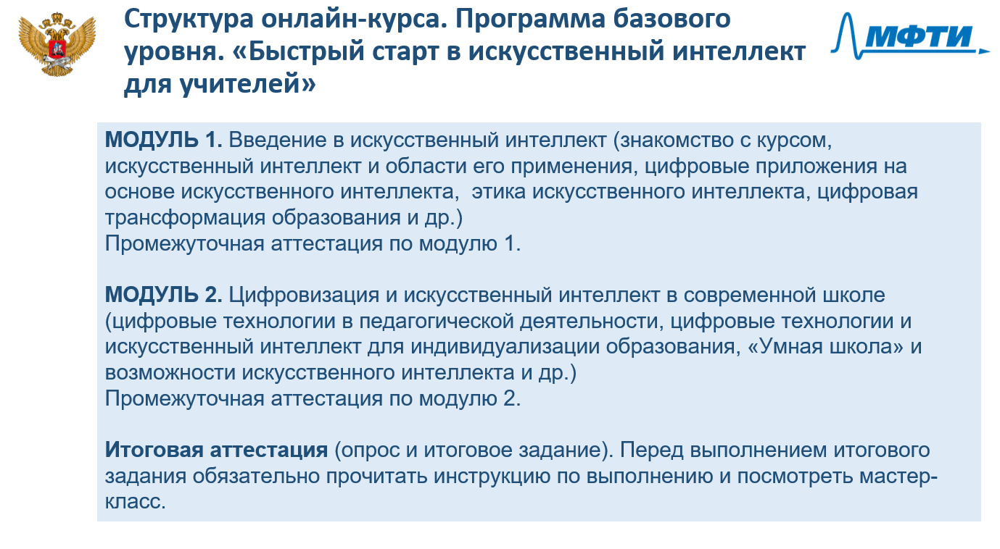 Структура онлайн-курса. Программа базового
уровня. «Быстрый старт в искусственный интеллект
для учителей»
МФТИ
МОДУЛЬ 1. Введение в искусственный интеллект (знакомство с курсом,
искусственный интеллект и области его применения, цифровые приложения на
основе искусственного интеллекта,  этика искусственного интеллекта, цифровая
трансформация образования и др.)
Промежуточная аттестация по модулю 1.
МОДУЛЬ 2. Цифровизация и искусственный интеллект в современной школе
(цифровые технологии в педагогической деятельности, цифровые технологии и
искусственный интеллект для индивидуализации образования, «Умная школа» и
возможности искусственного интеллекта и др.)
Промежуточная аттестация по модулю 2.
Итоговая аттестация (опрос и итоговое задание). Перед выполнением итогового
задания обязательно прочитать инструкцию по выполнению и посмотреть мастер-
класс.